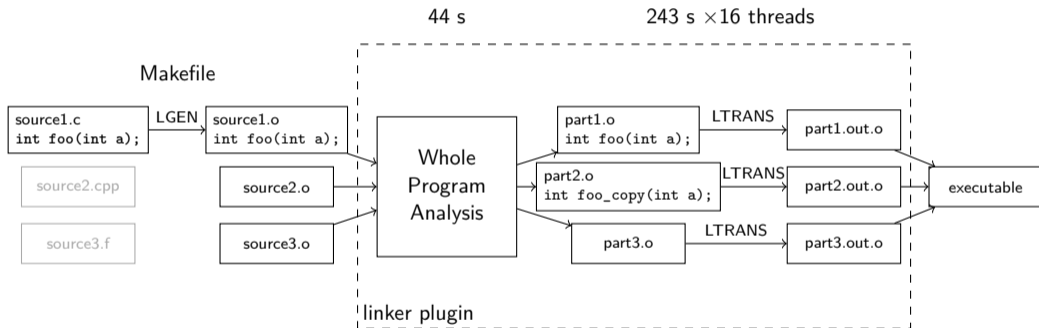 44 s
243 s ×16 threads
Makefile
source1.c
int foo(int a);
LGEN
source1.o
int foo(int a);
source2.cpp
source2.o
source3.f
source3.o
Whole
Program
Analysis
part1.o
int foo(int a);
LTRANS
part1.out.o
part2.o
int foo_copy(int a);
LTRANS
part2.out.o
part3.o
LTRANS
part3.out.o
executable
linker plugin